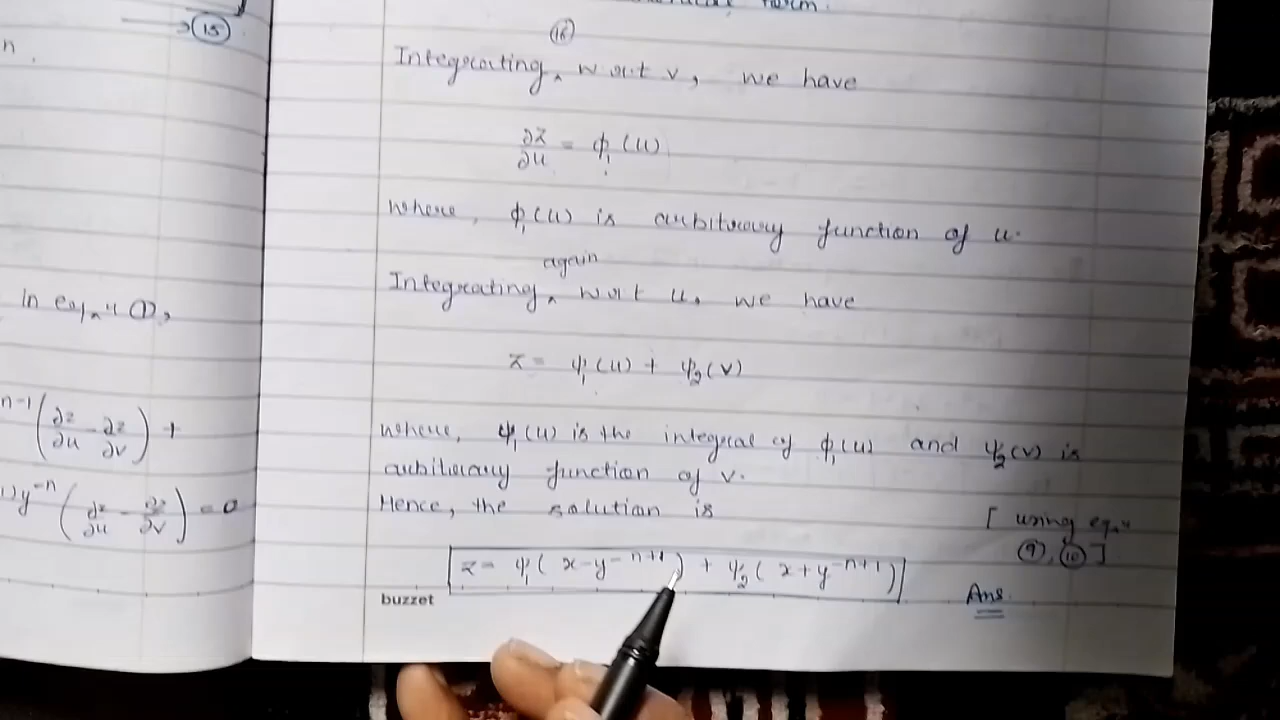 (15)
n.
In eqn (1),
n-1 (∂z/∂u - ∂z/∂v) +
y^-n (∂z/∂u - ∂z/∂v) = 0
form.
(16)
Integrating ‸ w.r.t v, we have
∂z/∂u = ϕ₁(u)
where, ϕ₁(u) is arbitrary function of u.
again
Integrating ‸ w.r.t u, we have
z = ψ₁(u) + ψ₂(v)
where, ψ₁(u) is the integral of ϕ₁(u) and ψ₂(v) is
arbitrary function of v.
Hence, the solution is
[using eqn
(9), (10)]
z = ψ₁(x-y^-n+1) + ψ₂(x+y^-n+1)
Ans.
buzzet